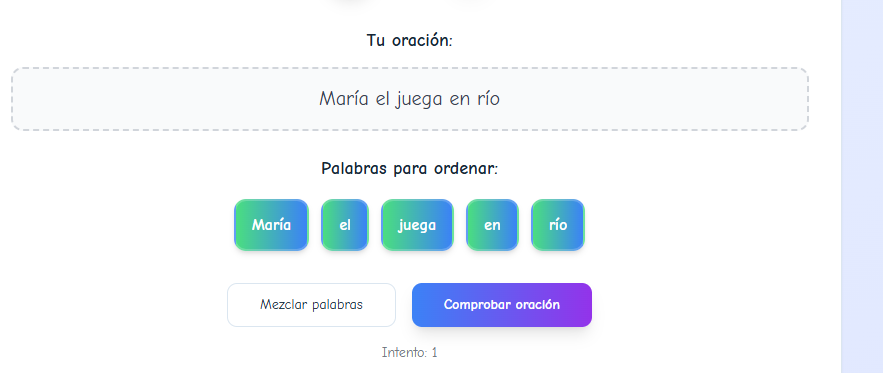 Tu oración:
María el juega en río
Palabras para ordenar:
María el juega en río
Mezclar palabras Comprobar oración
Intento: 1